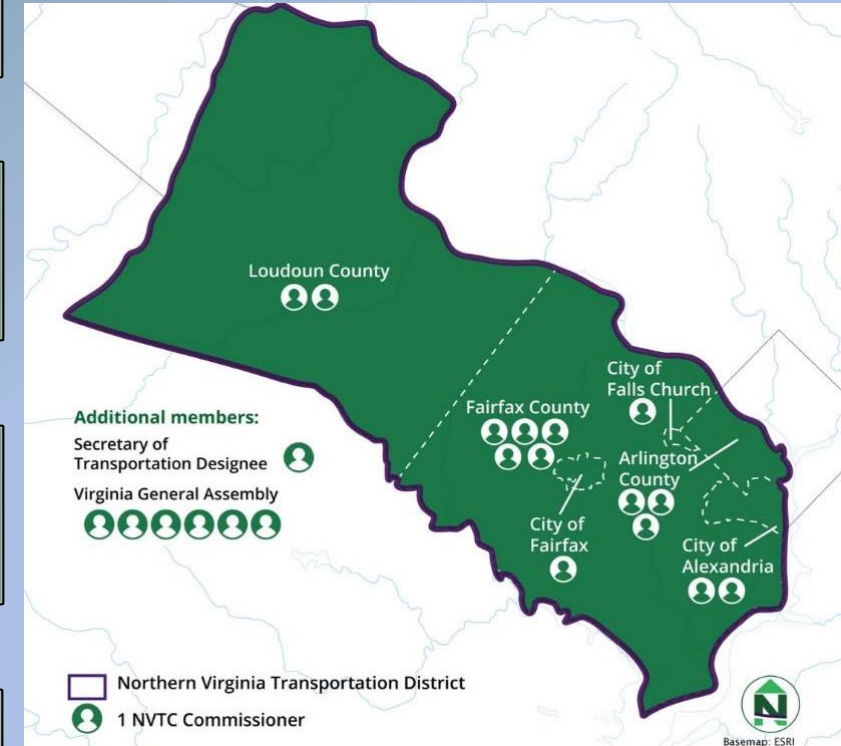 Loudoun County
City of
Falls Church
Fairfax County
Arlington
County
City of
Fairfax
City of
Alexandria
Additional members:
Secretary of
Transportation Designee
Virginia General Assembly
Northern Virginia Transportation District
1 NVTC Commissioner
N
Basemap: ESRI